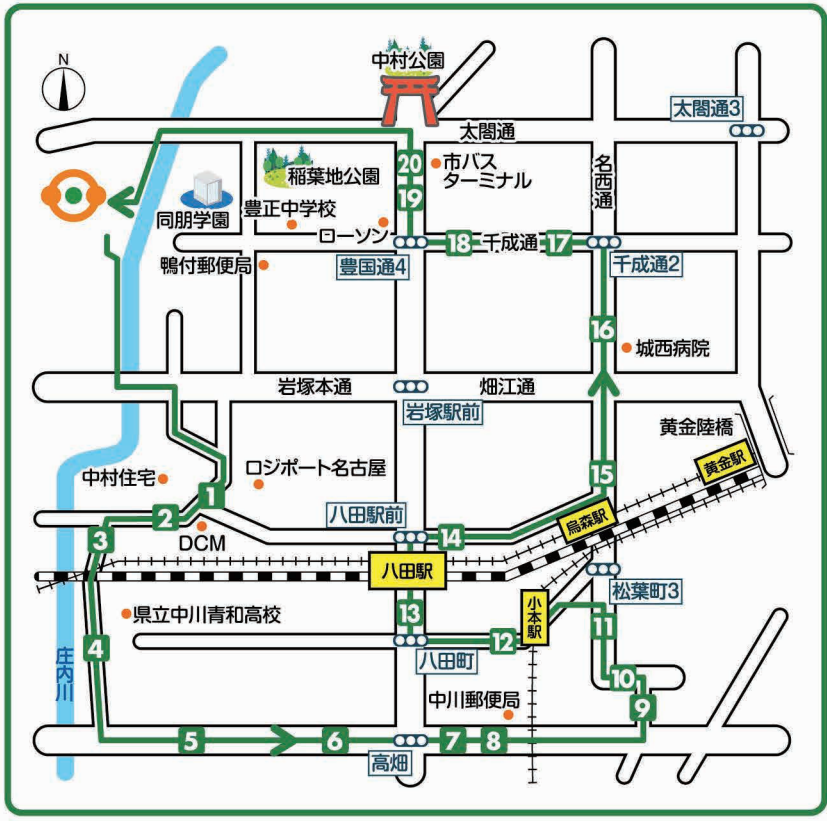 N
中村公園
太閤通3
太閤通
20
市バス
ターミナル
名西通
稲葉地公園
19
同朋学園
豊正中学校
ローソン
18
千成通
17
鴨付郵便局
豊国通4
千成通2
16
城西病院
岩塚本通
畑江通
岩塚駅前
黄金陸橋
黄金駅
中村住宅
1
ロジポート名古屋
15
2
八田駅前
烏森駅
3
DCM
14
八田駅
松葉町3
県立中川青和高校
13
小本駅
11
4
12
庄内川
八田町
10
中川郵便局
9
5
6
7
8
高畑